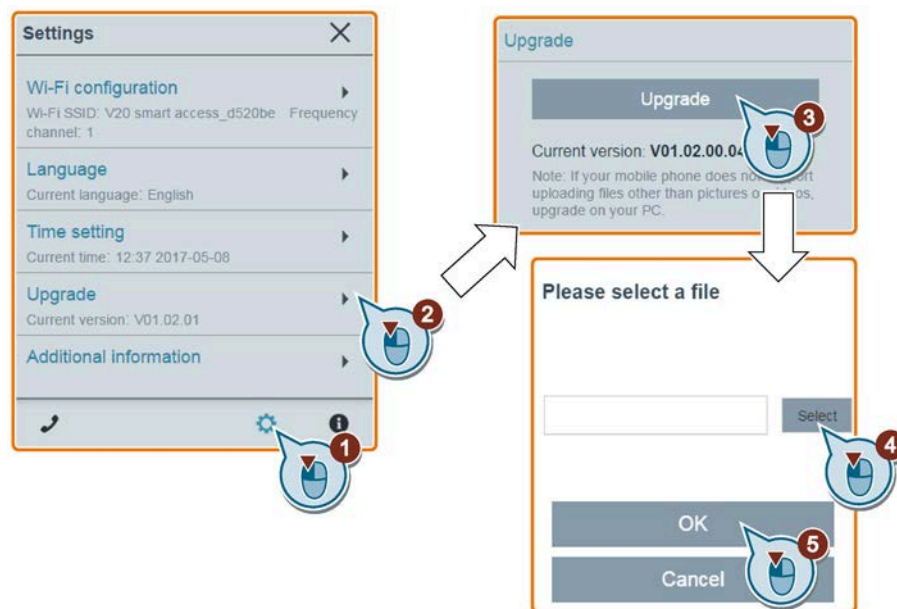 Settings
Wi-Fi configuration
Wi-Fi SSID: V20 smart access_d520be Frequency
channel: 1
Language
Current language: English
Time setting
Current time: 12:37 2017-05-08
Upgrade
Current version: V01.02.01
Additional information
1
2
Upgrade
Upgrade
3
Current version: V01.02.00.04
Note: If your mobile phone does not
uploading files other than pictures
upgrade on your PC.
Please select a file
Select
4
OK
5
Cancel